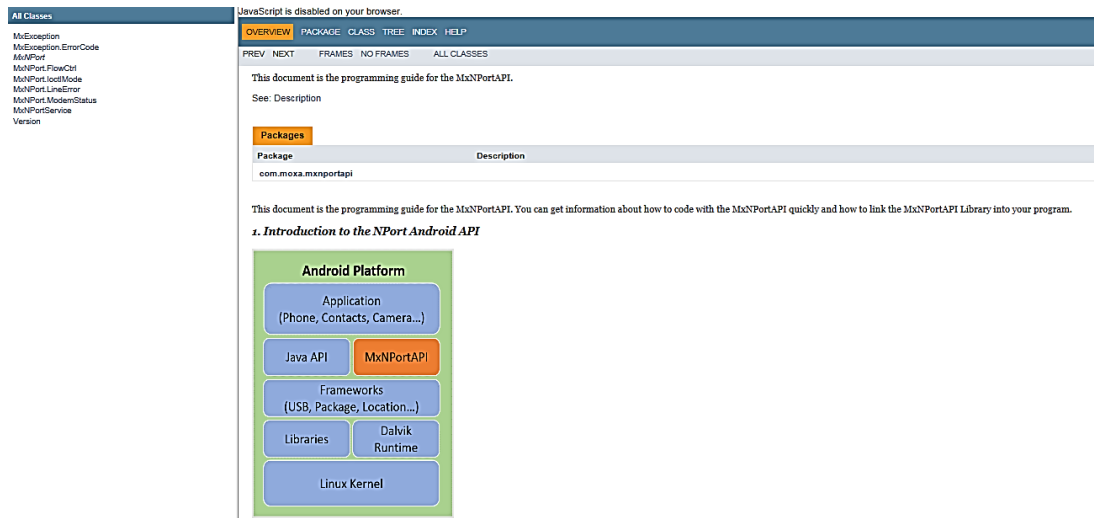 All Classes
MxException
MxException.ErrorCode
MxNPort
MxNPort.FlowCtrl
MxNPort.IoctlMode
MxNPort.LineError
MxNPort.ModemStatus
MxNPortService
Version
JavaScript is disabled on your browser.
OVERVIEW PACKAGE CLASS TREE INDEX HELP
PREV NEXT FRAMES NO FRAMES ALL CLASSES
This document is the programming guide for the MxNPortAPI.
See: Description
Packages
Package Description
com.moxa.mxnportapi
This document is the programming guide for the MxNPortAPI. You can get information about how to code with the MxNPortAPI quickly and how to link the MxNPortAPI Library into your program.
1. Introduction to the NPort Android API
Android Platform
Application
(Phone, Contacts, Camera...)
Java API MxNPortAPI
Frameworks
(USB, Package, Location...)
Libraries Dalvik
Runtime
Linux Kernel